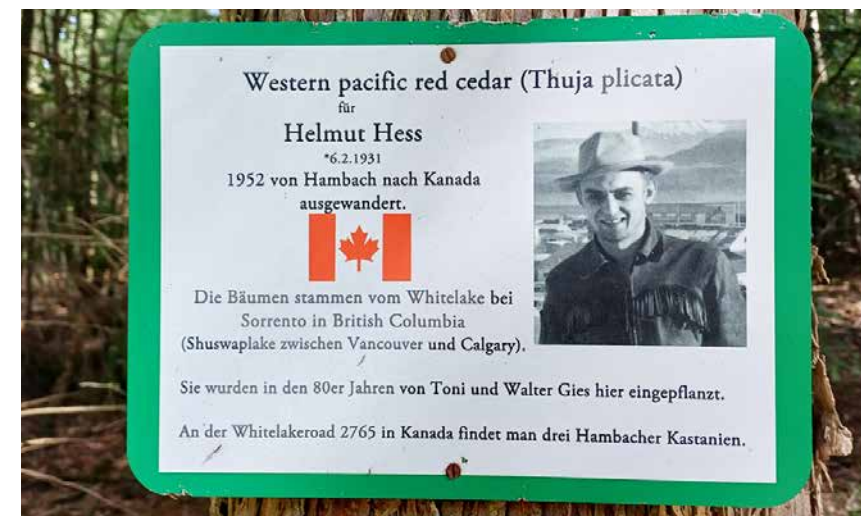 Western pacific red cedar (Thuja plicata)
für
Helmut Hess
*6.2.1931
1952 von Hambach nach Kanada
ausgewandert.
Die Bäumen stammen vom Whitelake bei
Sorrento in British Columbia
(Shuswaplake zwischen Vancouver und Calgary).
Sie wurden in den 80er Jahren von Toni und Walter Gies hier eingepflanzt.
An der Whitelakeroad 2765 in Kanada findet man drei Hambacher Kastanien.